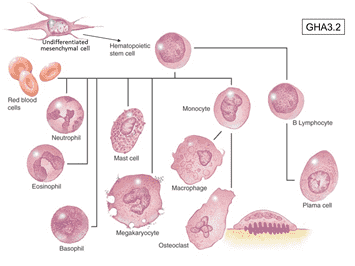 GHA3.2
Undifferentiated
mesenchymal cell
Hematopoietic
stem cell
Red blood
cells
Neutrophil
Mast cell
Monocyte
B Lymphocyte
Eosinophil
Macrophage
Plama cell
Basophil
Megakaryocyte
Osteoclast